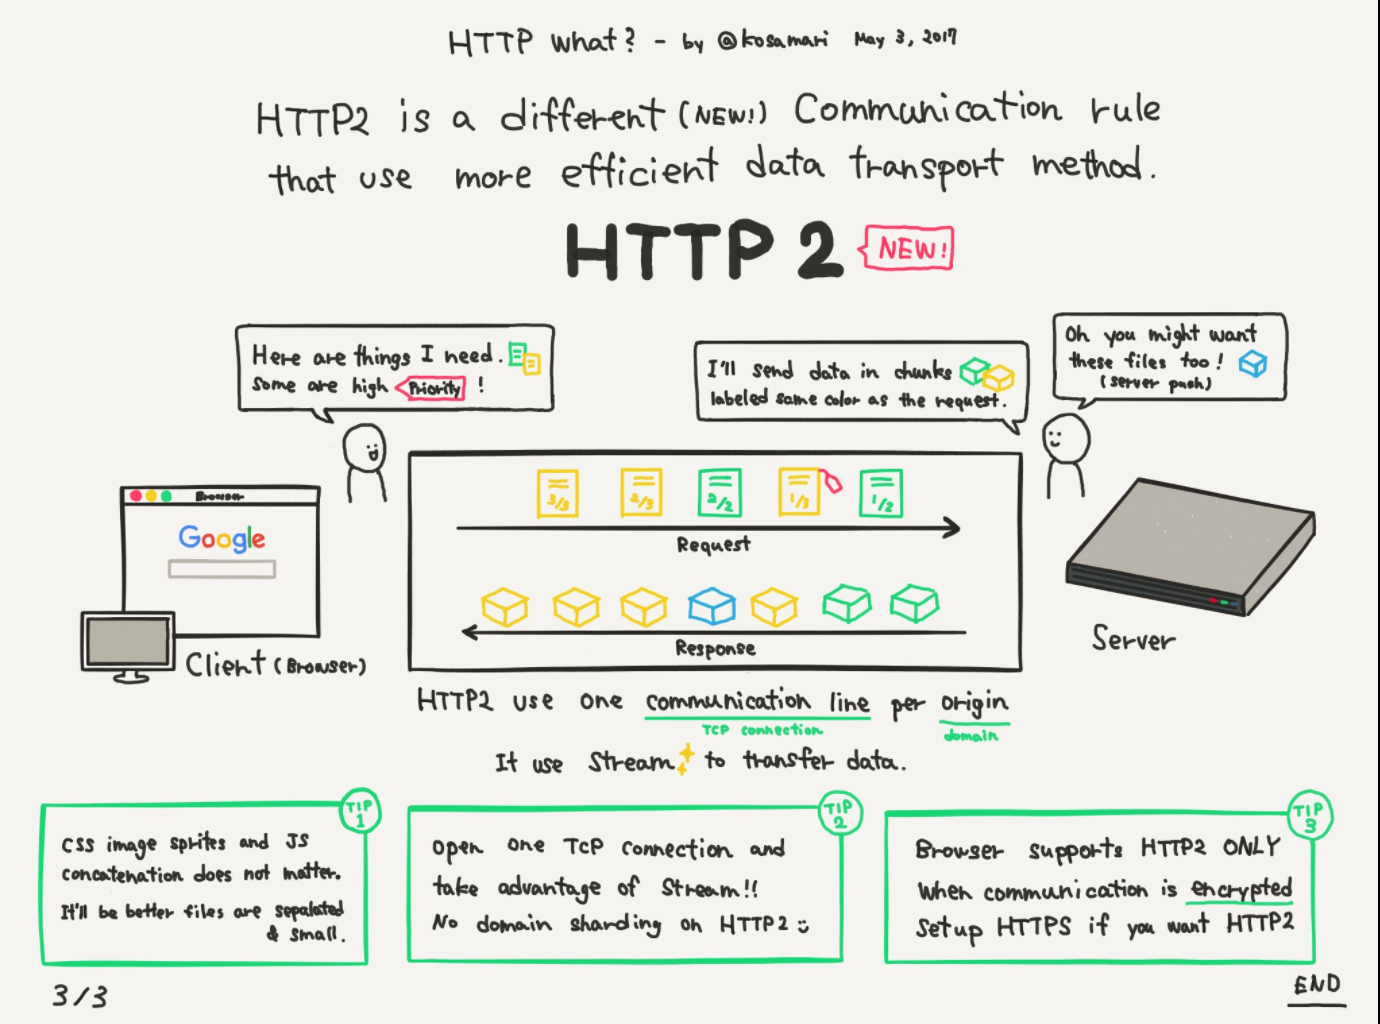 HTTP what? - by @kosamari May 3, 2017
HTTP2 is a different (NEW!) Communication rule
that use more efficient data transport method.
HTTP 2 NEW!
Here are things I need.
Some are high Priority !
I'll send data in chunks
labeled same color as the request.
Oh you might want
these files too!
(server push)
Browser
Google
Client (Browser)
3/3 2/3 2/2 1/3 1/2
Request
Response
Server
HTTP2 use one communication line per origin
TCP connection domain
It use Stream to transfer data.
TIP 1
CSS image sprites and JS
concatenation does not matter.
It'll be better files are sepalated
& small.
TIP 2
Open one TCP connection and
take advantage of Stream!!
No domain sharding on HTTP2
TIP 3
Browser supports HTTP2 ONLY
when communication is encrypted
Setup HTTPS if you want HTTP2
3/3
END